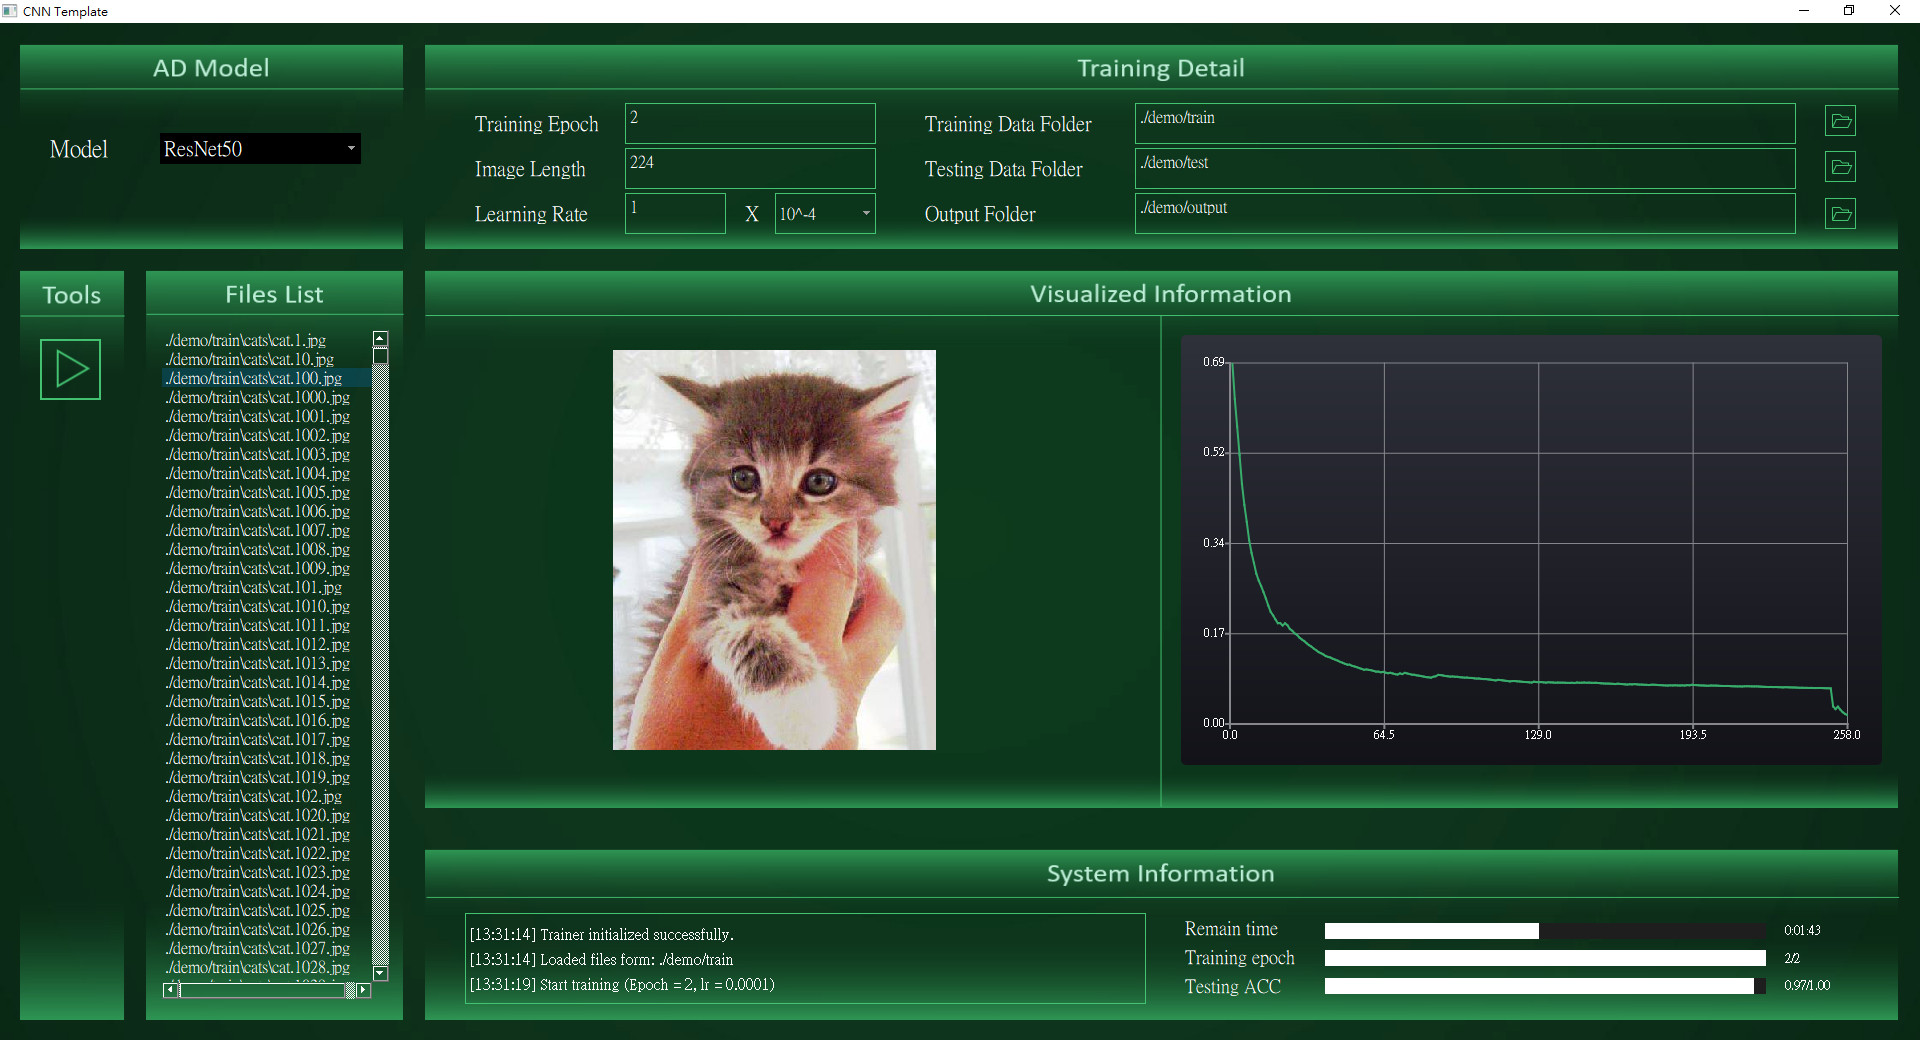 CNN Template
AD Model
Model
ResNet50
Training Detail
Training Epoch
2
Training Data Folder
./demo/train
Image Length
224
Testing Data Folder
./demo/test
Learning Rate
1
X
10^-4
Output Folder
./demo/output
Tools
Files List
./demo/train\cats\cat.1.jpg
./demo/train\cats\cat.10.jpg
./demo/train\cats\cat.100.jpg
./demo/train\cats\cat.1000.jpg
./demo/train\cats\cat.1001.jpg
./demo/train\cats\cat.1002.jpg
./demo/train\cats\cat.1003.jpg
./demo/train\cats\cat.1004.jpg
./demo/train\cats\cat.1005.jpg
./demo/train\cats\cat.1006.jpg
./demo/train\cats\cat.1007.jpg
./demo/train\cats\cat.1008.jpg
./demo/train\cats\cat.1009.jpg
./demo/train\cats\cat.101.jpg
./demo/train\cats\cat.1010.jpg
./demo/train\cats\cat.1011.jpg
./demo/train\cats\cat.1012.jpg
./demo/train\cats\cat.1013.jpg
./demo/train\cats\cat.1014.jpg
./demo/train\cats\cat.1015.jpg
./demo/train\cats\cat.1016.jpg
./demo/train\cats\cat.1017.jpg
./demo/train\cats\cat.1018.jpg
./demo/train\cats\cat.1019.jpg
./demo/train\cats\cat.102.jpg
./demo/train\cats\cat.1020.jpg
./demo/train\cats\cat.1021.jpg
./demo/train\cats\cat.1022.jpg
./demo/train\cats\cat.1023.jpg
./demo/train\cats\cat.1024.jpg
./demo/train\cats\cat.1025.jpg
./demo/train\cats\cat.1026.jpg
./demo/train\cats\cat.1027.jpg
./demo/train\cats\cat.1028.jpg
Visualized Information
0.69
0.52
0.34
0.17
0.00
0.0 64.5 129.0 193.5 258.0
System Information
[13:31:14] Trainer initialized successfully.
[13:31:14] Loaded files form: ./demo/train
[13:31:19] Start training (Epoch = 2, lr = 0.0001)
Remain time
0:01:43
Training epoch
2/2
Testing ACC
0.97/1.00